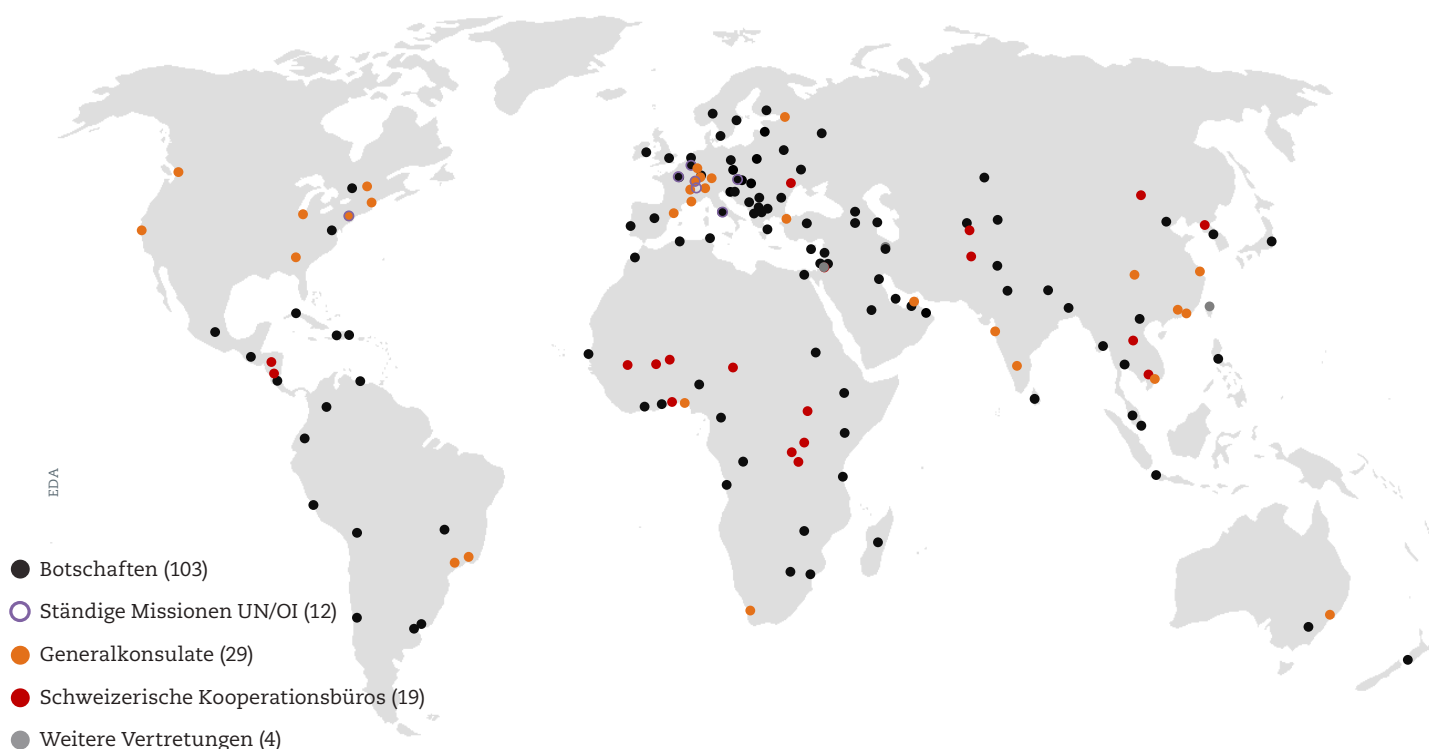 EDA
Botschaften (103)
Ständige Missionen UN/OI (12)
Generalkonsulate (29)
Schweizerische Kooperationsbüros (19)
Weitere Vertretungen (4)